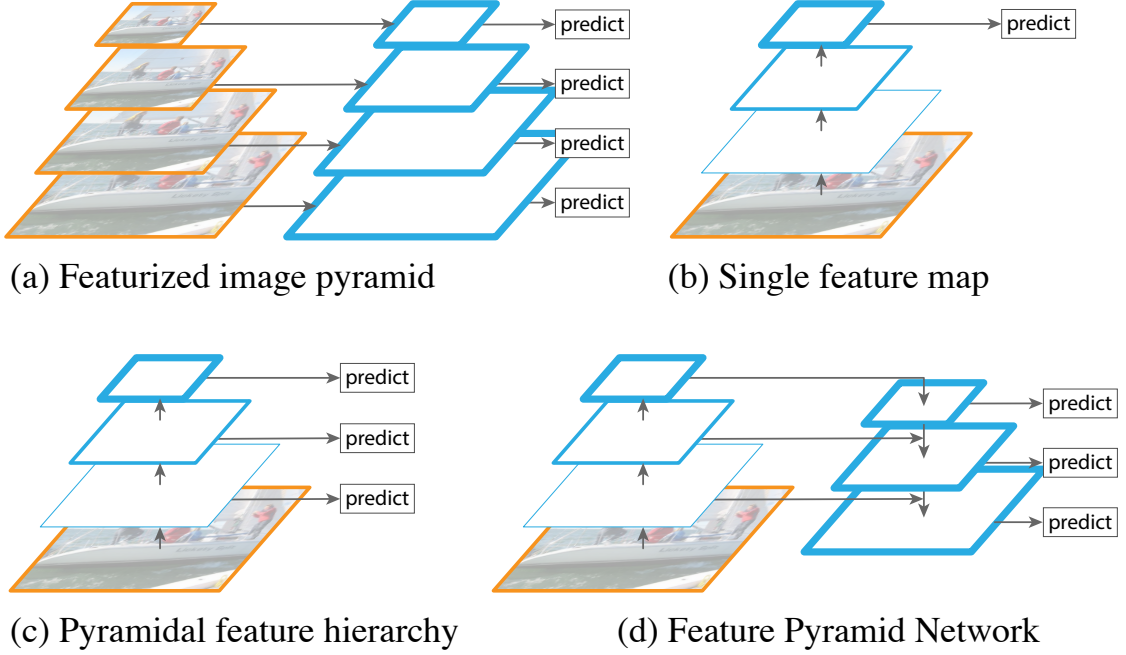 predict
predict
predict
predict
predict
(a) Featurized image pyramid
(b) Single feature map
predict
predict
predict
predict
predict
predict
(c) Pyramidal feature hierarchy
(d) Feature Pyramid Network